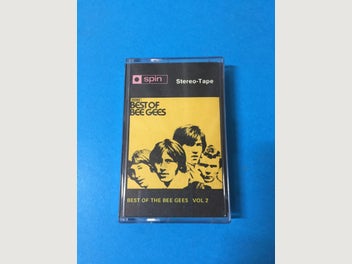 spin
Stereo-Tape
BEST OF
BEE GEES
BEST OF THE BEE GEES VOL 2